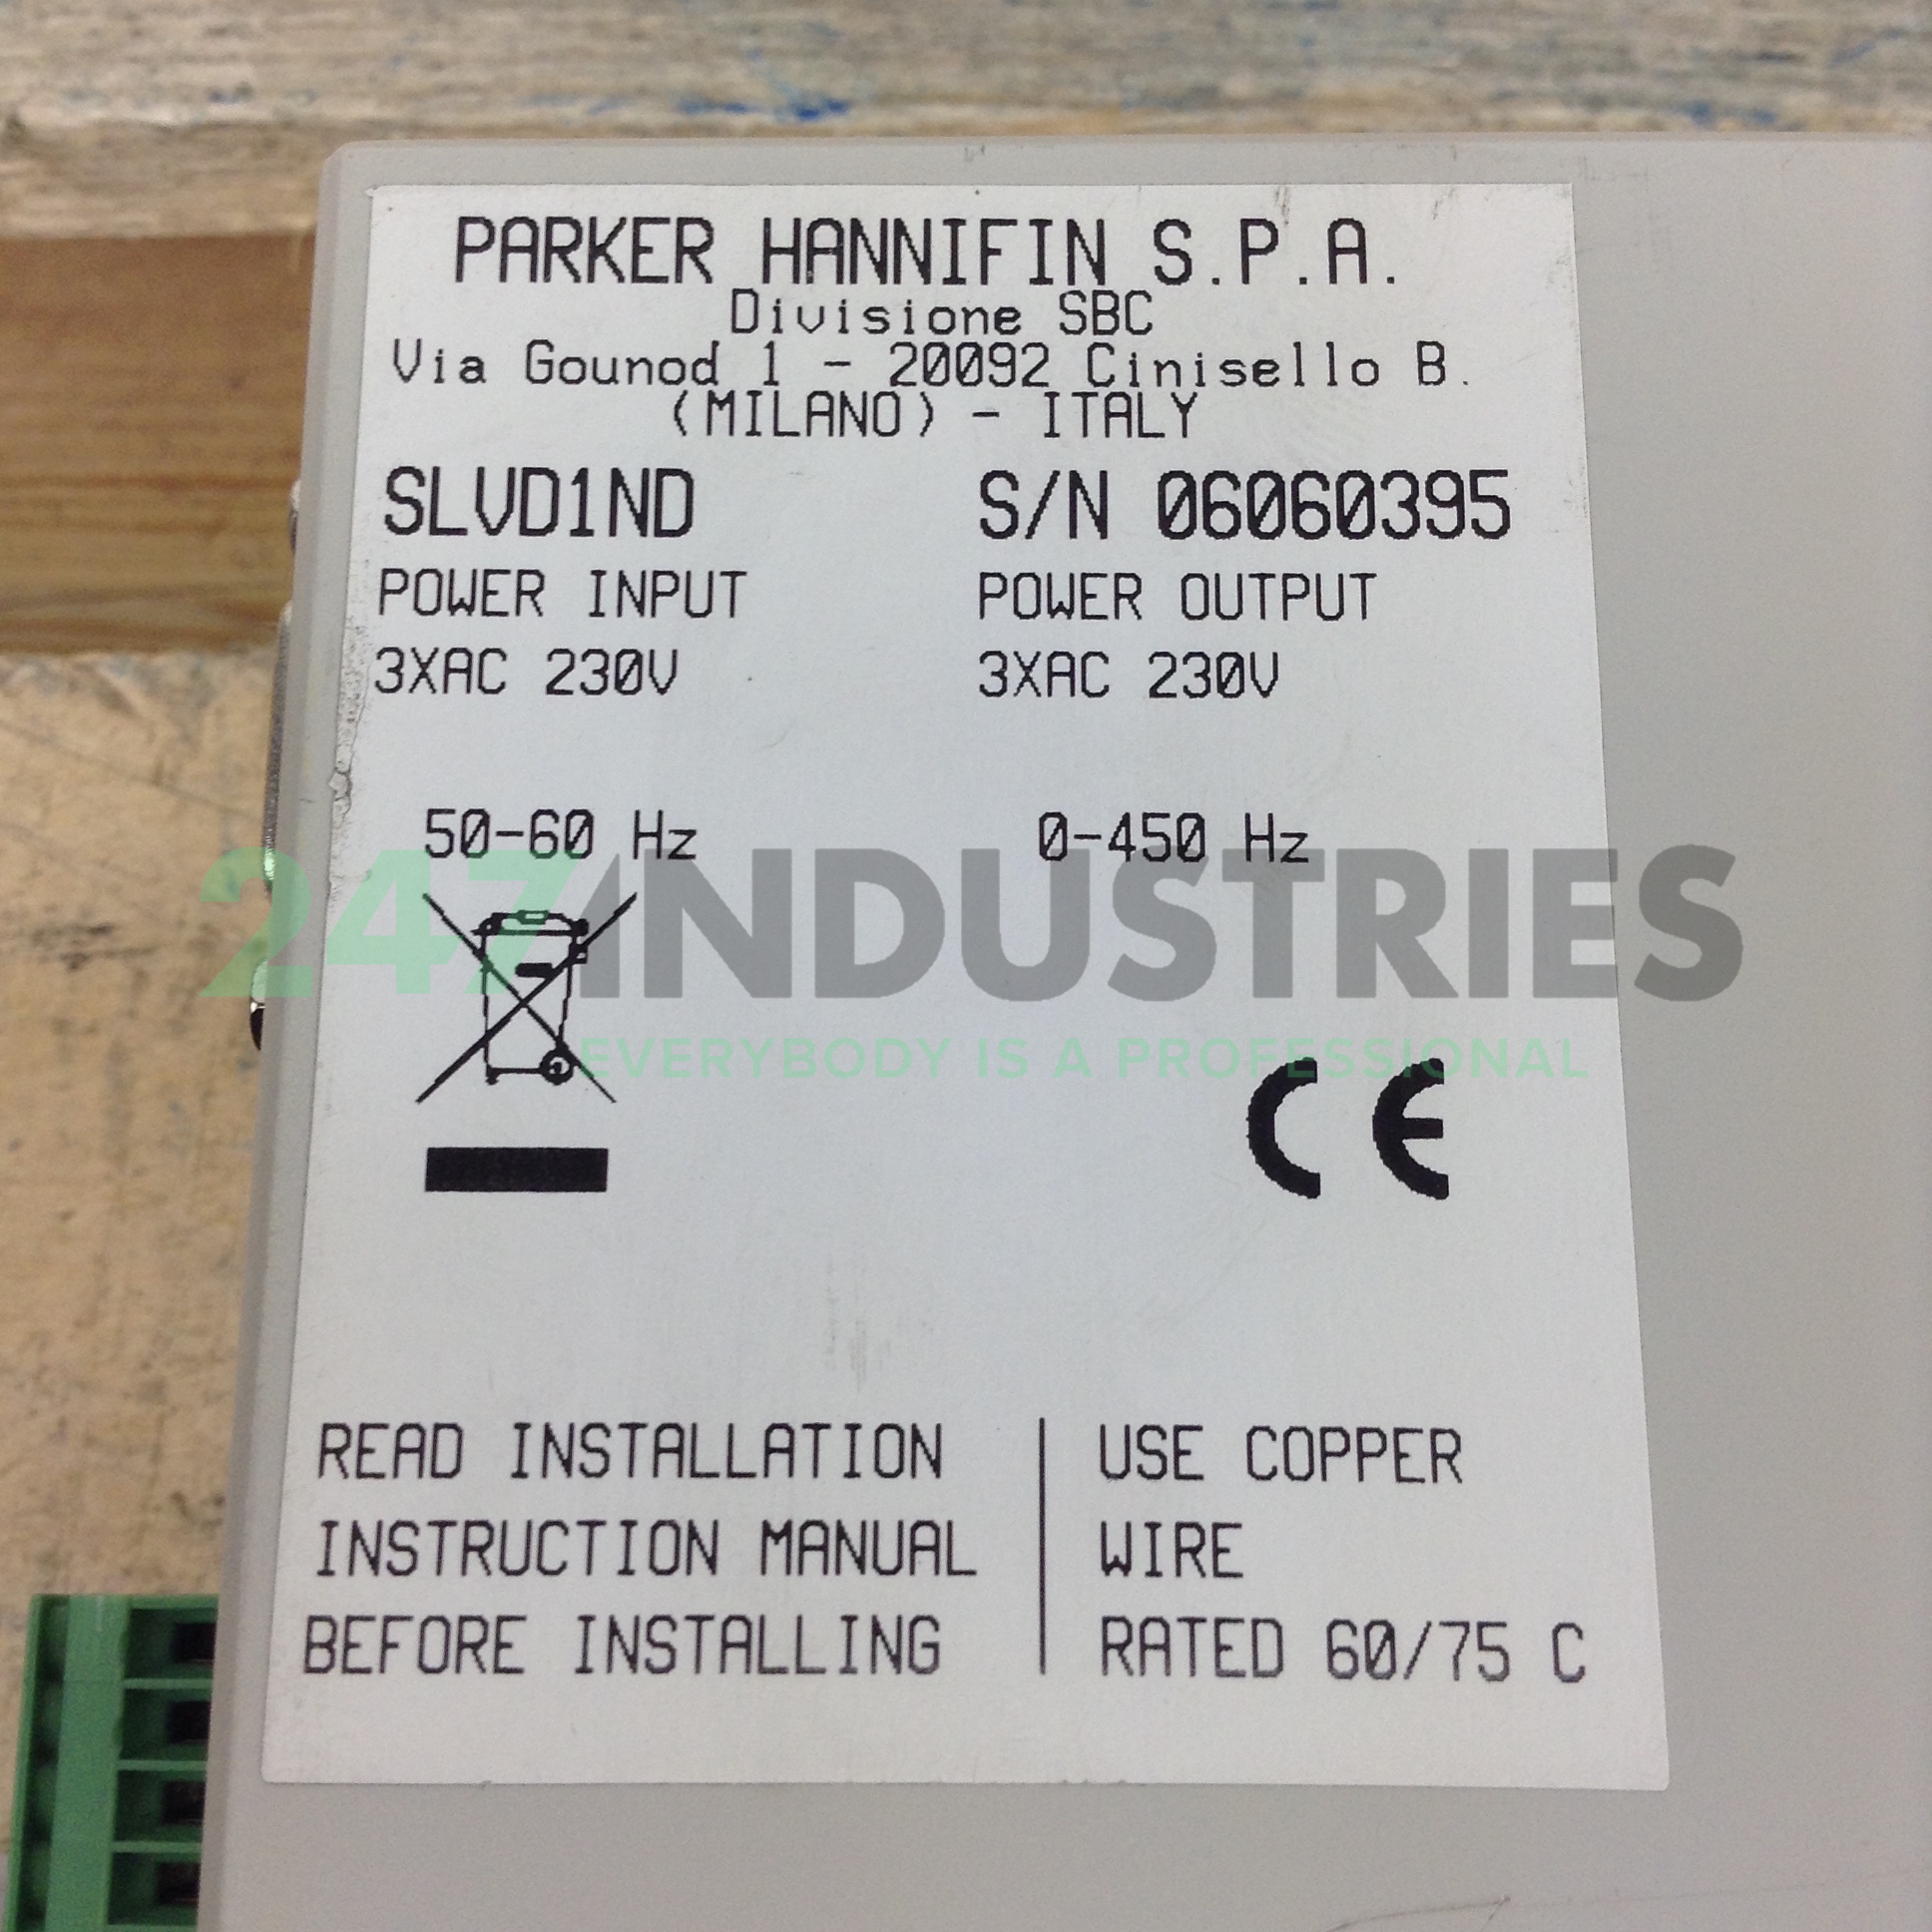 PARKER HANNIFIN S.P.A.
Divisione SBC
Via Gounod 1 - 20092 Cinisello B.
(MILANO) - ITALY
SLVD1ND S/N 06060395
POWER INPUT POWER OUTPUT
3XAC 230V 3XAC 230V
50-60 Hz 0-450 Hz
247INDUSTRIES
EVERYBODY IS A PROFESSIONAL
CE
READ INSTALLATION USE COPPER
INSTRUCTION MANUAL WIRE
BEFORE INSTALLING RATED 60/75 C